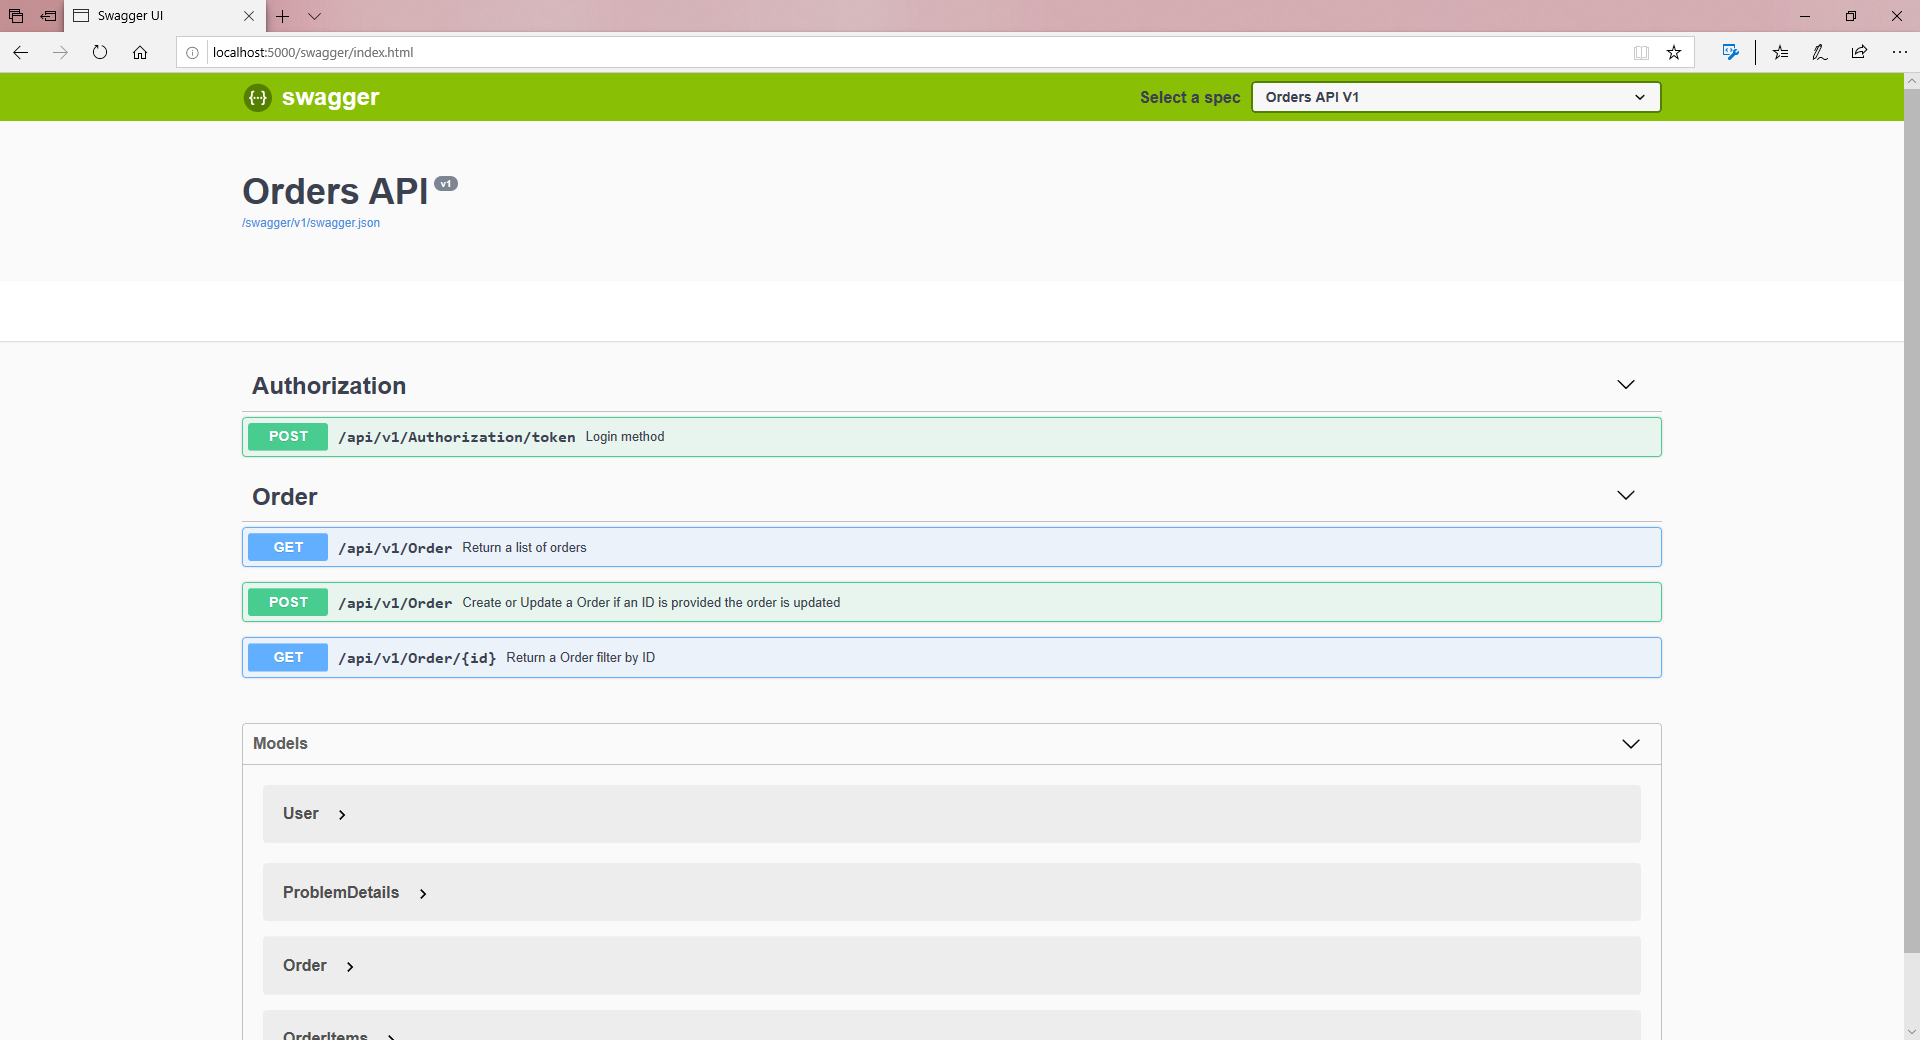 Swagger UI
localhost:5000/swagger/index.html
{··} swagger
Select a spec
Orders API V1
Orders API v1
/swagger/v1/swagger.json
Authorization
POST /api/v1/Authorization/token Login method
Order
GET /api/v1/Order Return a list of orders
POST /api/v1/Order Create or Update a Order if an ID is provided the order is updated
GET /api/v1/Order/{id} Return a Order filter by ID
Models
User
ProblemDetails
Order
OrderItems